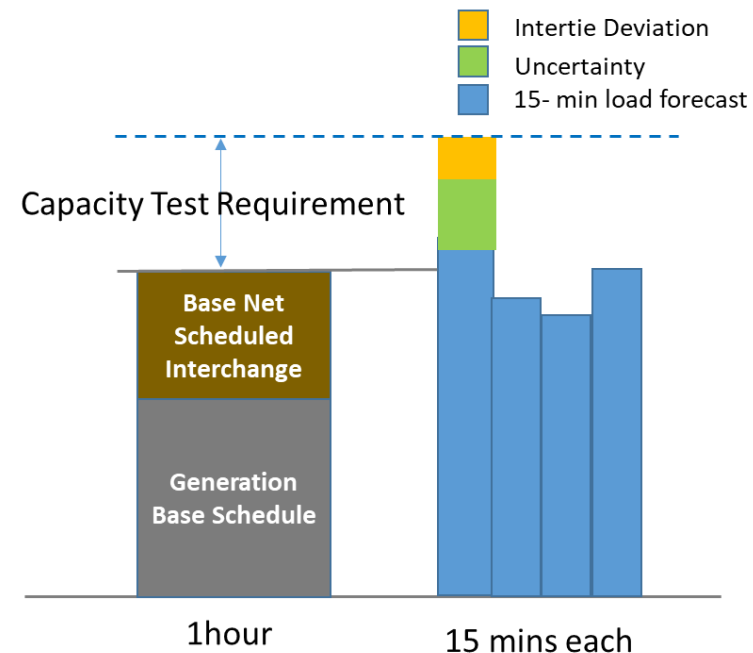 Intertie Deviation
Uncertainty
15- min load forecast
Capacity Test Requirement
Base Net
Scheduled
Interchange
Generation
Base Schedule
1hour
15 mins each